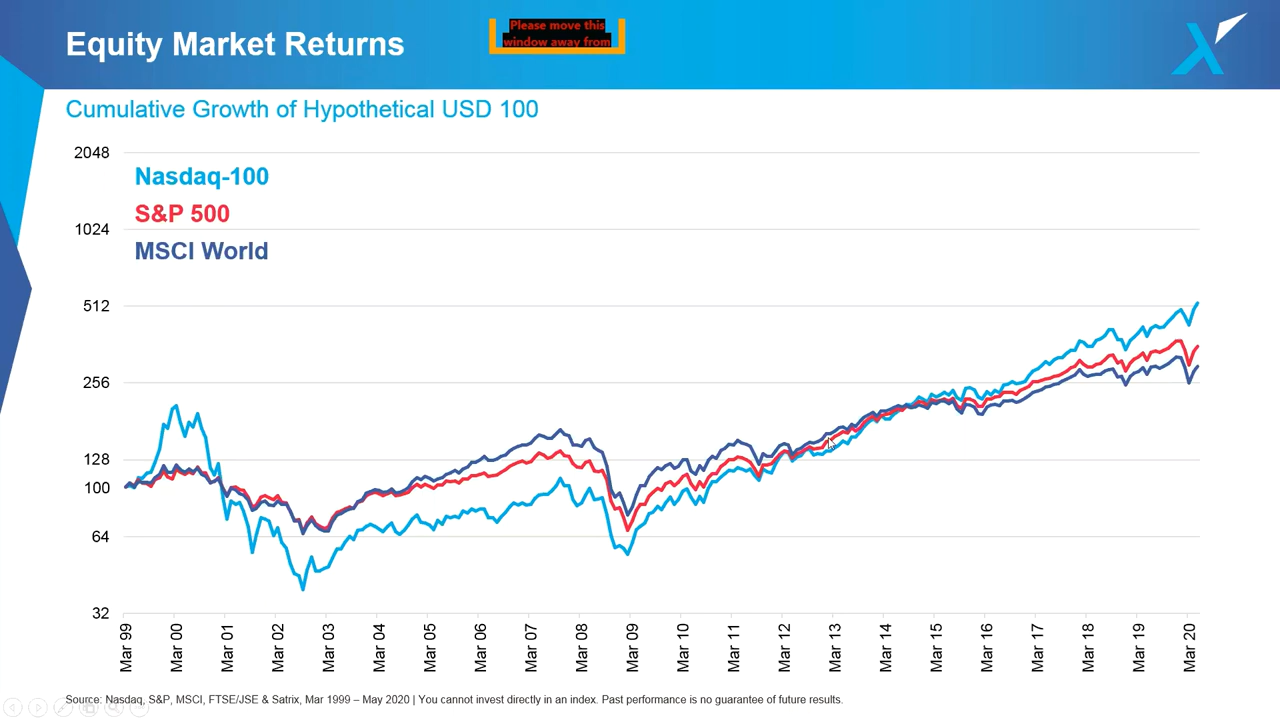 Equity Market Returns
Please move this
window away from
Cumulative Growth of Hypothetical USD 100
2048
Nasdaq-100
S&P 500
1024
MSCI World
512
256
128
100
64
32
Mar 99
Mar 00
Mar 01
Mar 02
Mar 03
Mar 04
Mar 05
Mar 06
Mar 07
Mar 08
Mar 09
Mar 10
Mar 11
Mar 12
Mar 13
Mar 14
Mar 15
Mar 16
Mar 17
Mar 18
Mar 19
Mar 20
Source: Nasdaq, S&P, MSCI, FTSE/JSE & Satrix, Mar 1999 – May 2020 | You cannot invest directly in an index. Past performance is no guarantee of future results.